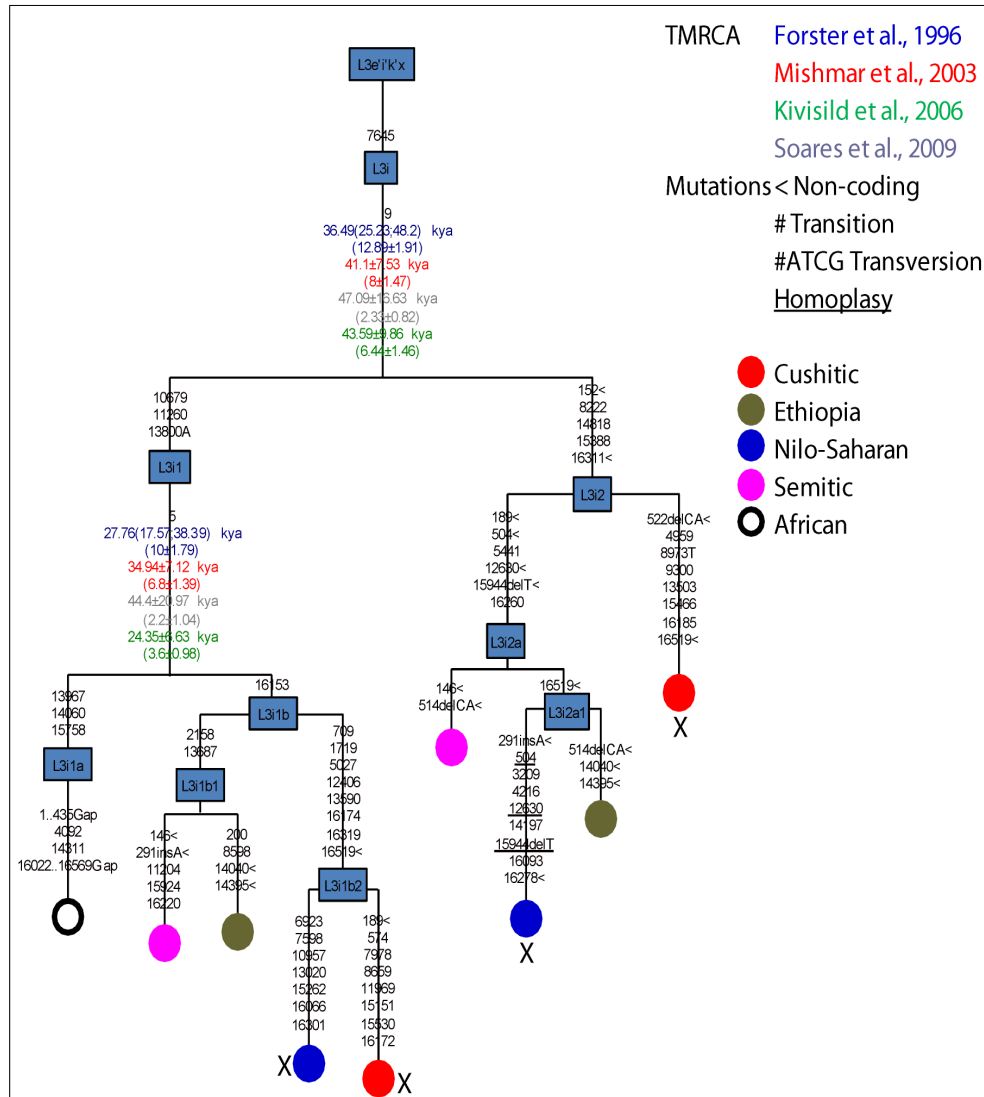 L3e'i'k'x
7645
L3i
9
36.49(25.23;48.2) kya
(12.89±1.91)
41.1±7.53 kya
(8±1.47)
47.09±16.63 kya
(2.33±0.82)
43.59±9.86 kya
(6.44±1.46)
TMRCA
Forster et al., 1996
Mishmar et al., 2003
Kivisild et al., 2006
Soares et al., 2009
Mutations < Non-coding
# Transition
#ATCG Transversion
Homoplasy
Cushitic
Ethiopia
Nilo-Saharan
Semitic
African
10679
11260
13800A
L3i1
5
27.76(17.57;38.39) kya
(10±1.79)
34.94±7.12 kya
(6.8±1.39)
44.4±20.97 kya
(2.2±1.04)
24.35±6.63 kya
(3.6±0.98)
152<
8222
14818
15388
16311<
L3i2
189<
504<
5441
12630<
15944delT<
16260
L3i2a
522delCA<
4959
8973T
9300
13503
15466
16185
16519<
X
146<
514delCA<
16519<
L3i2a1
291insA<
504
3209
4216
12630
14197
15944delT
16093
16278<
X
514delCA<
14040<
14395<
13967
14060
15758
L3i1a
1..435Gap
4092
14311
16022..16569Gap
16153
L3i1b
2158
13687
L3i1b1
146<
291insA<
11204
15924
16220
200
8598
14040<
14395<
709
1719
5027
12406
13590
16174
16319
16519<
L3i1b2
6923
7598
10957
13020
15262
16066
16301
X
189<
574
7978
8659
11969
15151
15530
16172
X